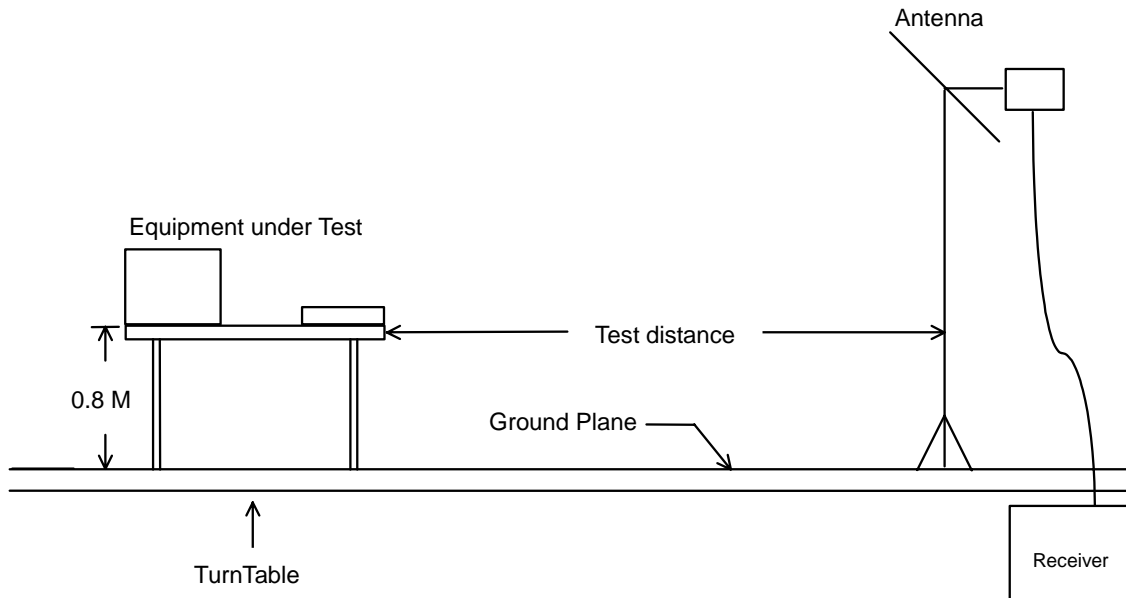 Antenna
Equipment under Test
Test distance
0.8 M
Ground Plane
TurnTable
Receiver